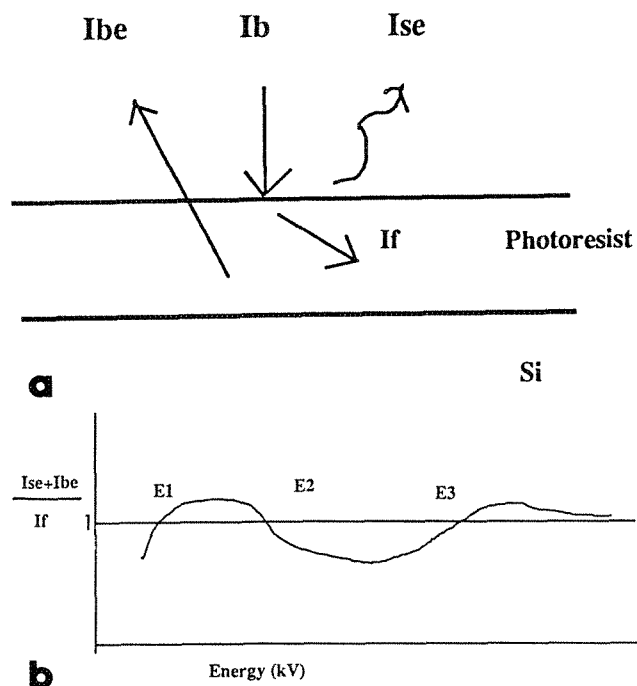 Ibe Ib Ise
If Photoresist
Si
a
Ise+Ibe
If
1
E1 E2 E3
Energy (kV)
b